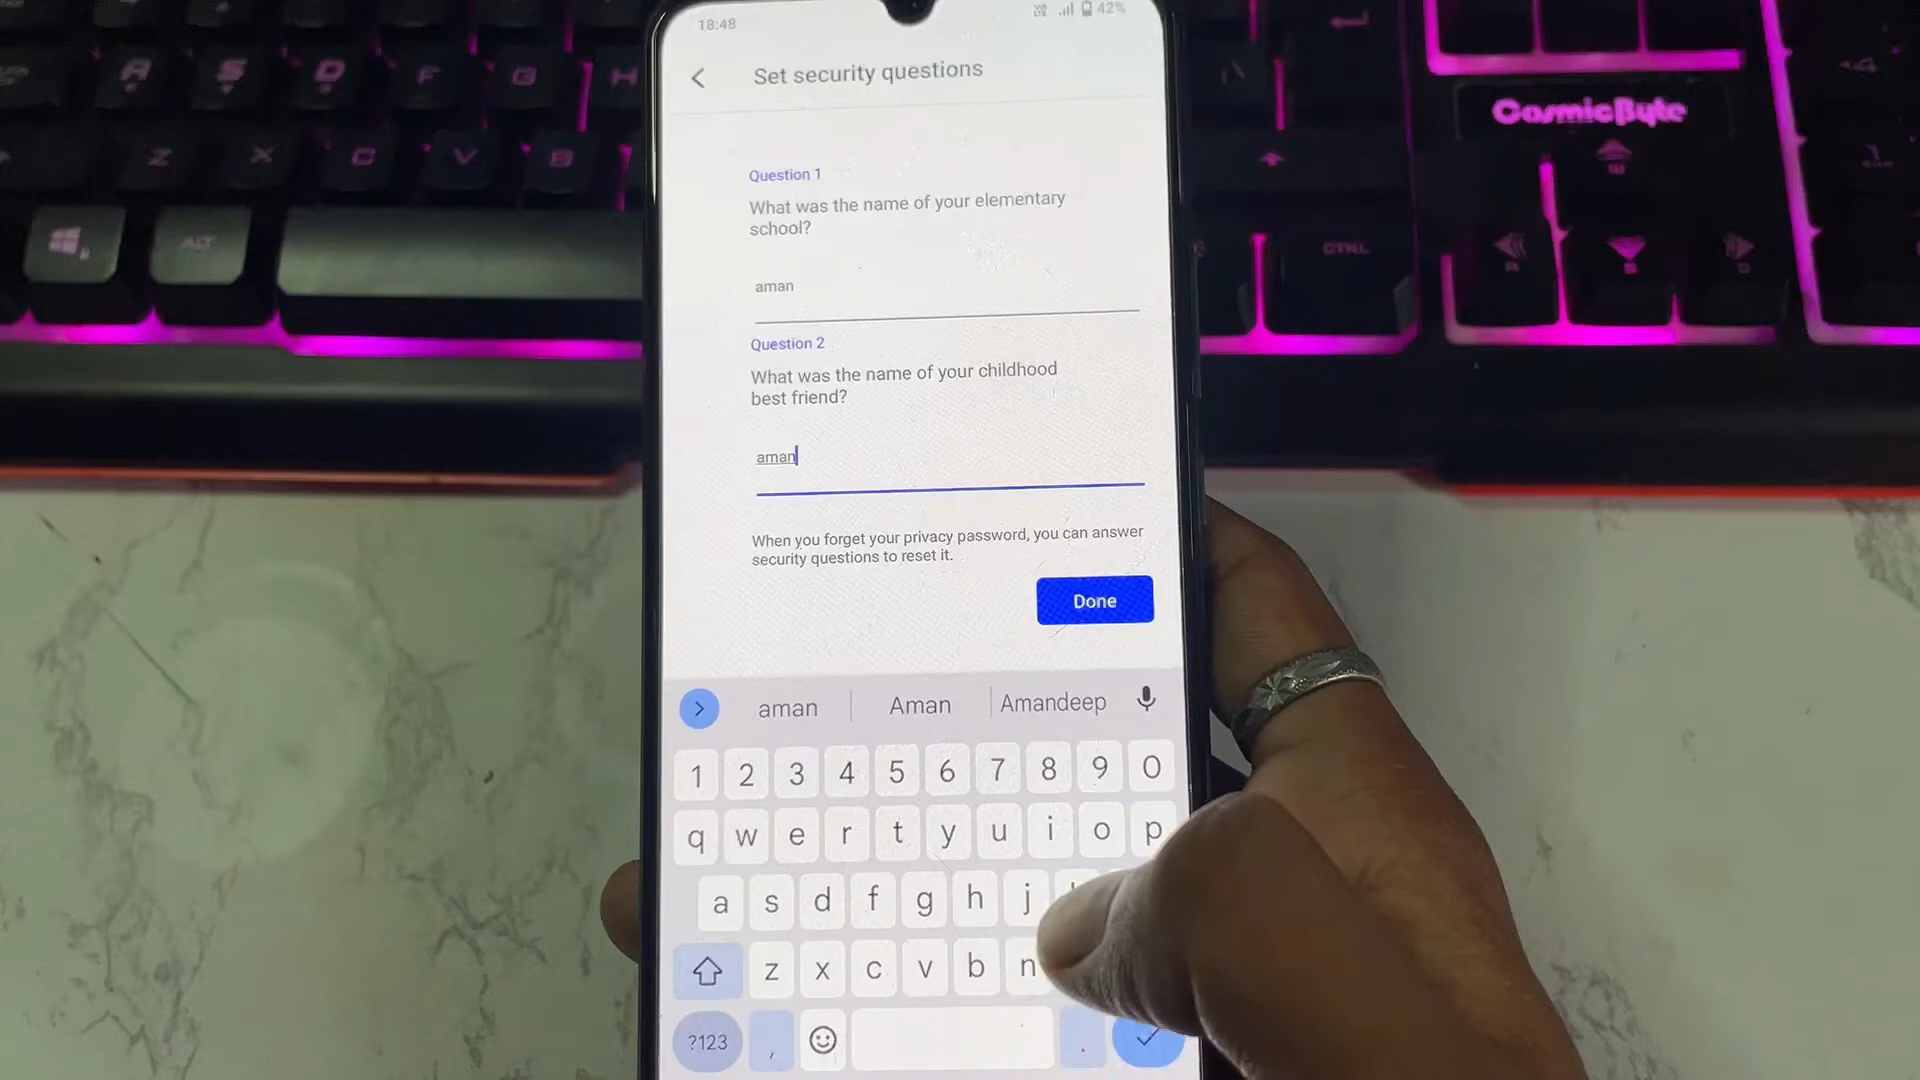 18:48
42%
Set security questions
Question 1
What was the name of your elementary
school?
aman
Question 2
What was the name of your childhood
best friend?
aman
When you forget your privacy password, you can answer
security questions to reset it.
Done
aman Aman Amandeep
1 2 3 4 5 6 7 8 9 0
q w e r t y u i o p
a s d f g h j
z x c v b n
?123 , .
A S D F G H
Z X C V B
ALT
CosmicByte
CTRL